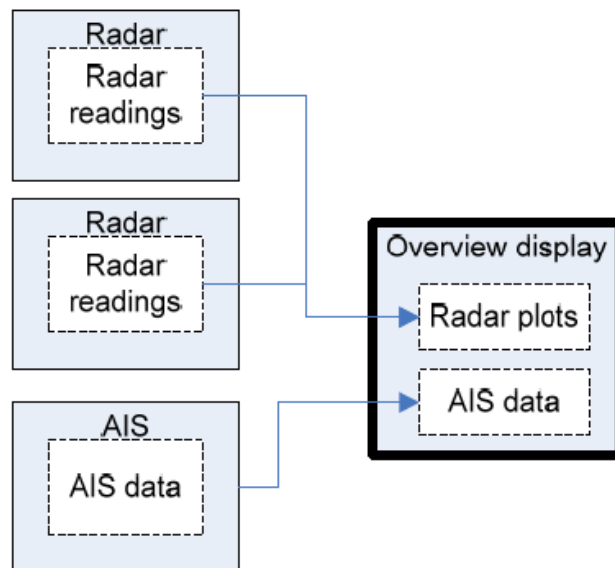 Radar
Radar
readings
Radar
Radar
readings
AIS
AIS data
Overview display
Radar plots
AIS data